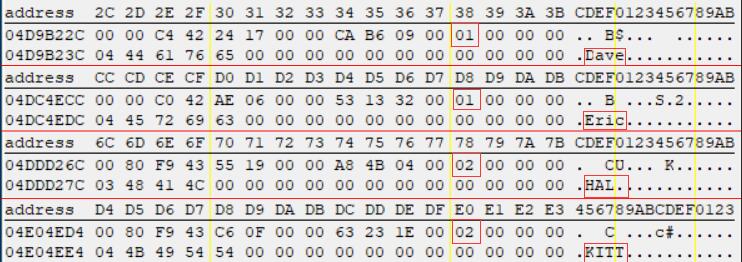 address 2C 2D 2E 2F 30 31 32 33 34 35 36 37 38 39 3A 3B CDEF0123456789AB
04D9B22C 00 00 C4 42 24 17 00 00 CA B6 09 00 01 00 00 00 .. B$... ......
04D9B23C 04 44 61 76 65 00 00 00 00 00 00 00 00 00 00 00 .Dave...........
address CC CD CE CF D0 D1 D2 D3 D4 D5 D6 D7 D8 D9 DA DB CDEF0123456789AB
04DC4ECC 00 00 C0 42 AE 06 00 00 53 13 32 00 01 00 00 00 .. B ...S.2.....
04DC4EDC 04 45 72 69 63 00 00 00 00 00 00 00 00 00 00 00 .Eric...........
address 6C 6D 6E 6F 70 71 72 73 74 75 76 77 78 79 7A 7B CDEF0123456789AB
04DDD26C 00 80 F9 43 55 19 00 00 A8 4B 04 00 02 00 00 00 . CU... K......
04DDD27C 03 48 41 4C 00 00 00 00 00 00 00 00 00 00 00 00 .HAL............
address D4 D5 D6 D7 D8 D9 DA DB DC DD DE DF E0 E1 E2 E3 456789ABCDEF0123
04E04ED4 00 80 F9 43 C6 0F 00 00 63 23 1E 00 02 00 00 00 . C ...c#......
04E04EE4 04 4B 49 54 54 00 00 00 00 00 00 00 00 00 00 00 .KITT...........